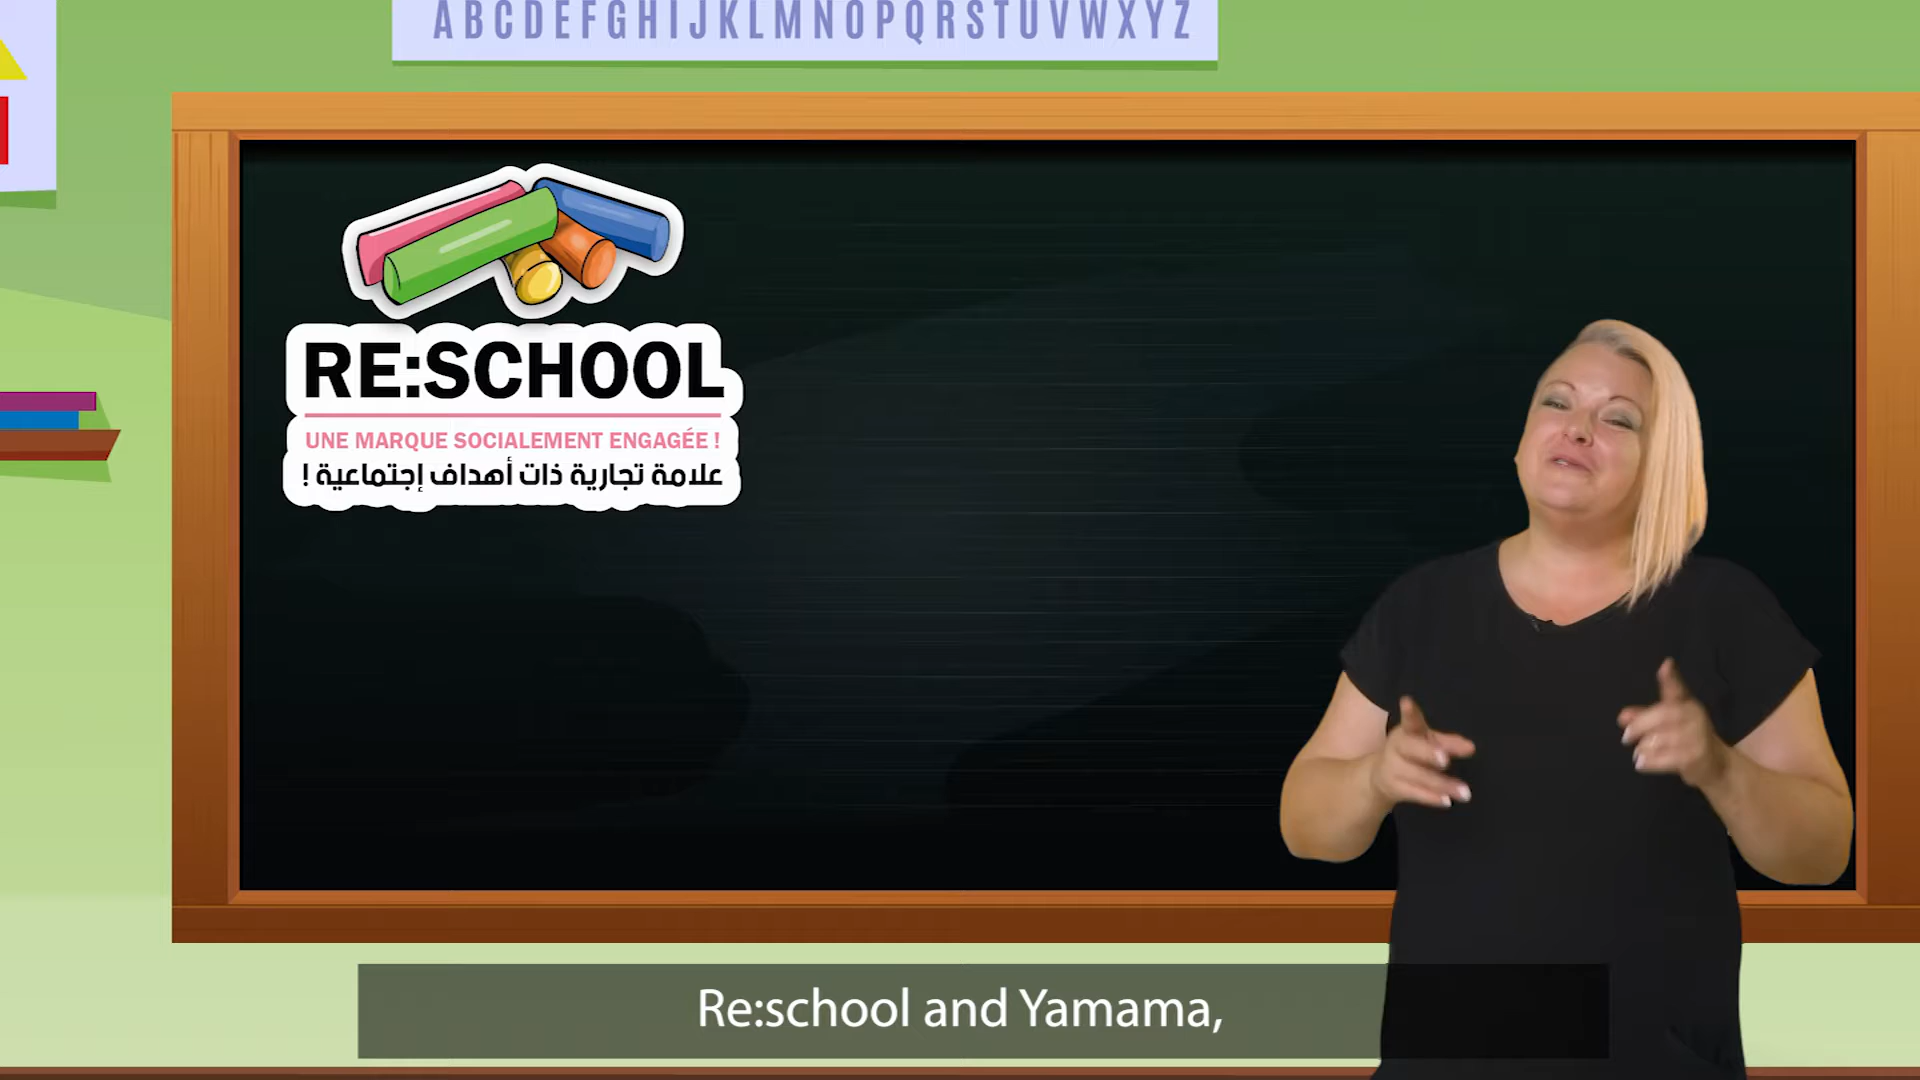 ABCDEFGHIJKLMNOPQRSTUVWXYZ
RE:SCHOOL
UNE MARQUE SOCIALEMENT ENGAGÉE !
علامة تجارية ذات أهداف إجتماعية !
Re:school and Yamama,